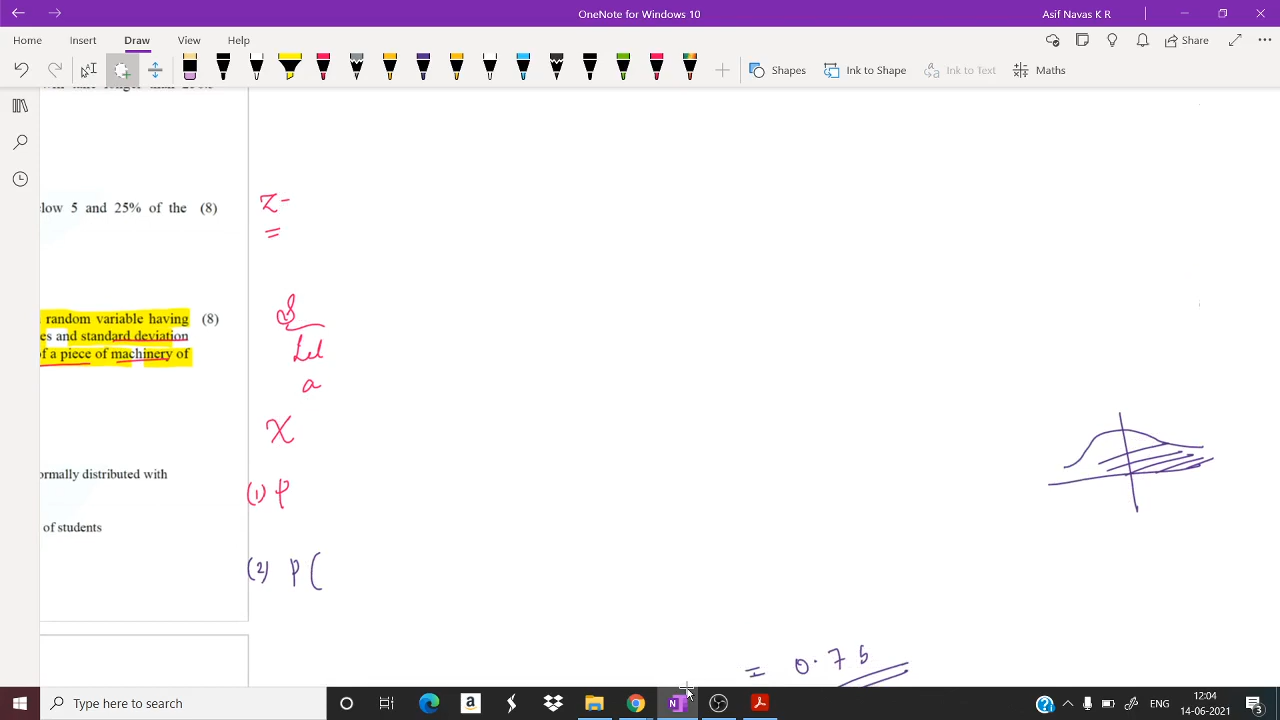 OneNote for Windows 10
Asif Navas K R
Home Insert Draw View Help
Share
Shapes
Ink to Shape
Ink to Text
Maths
low 5 and 25% of the (8)
random variable having (8)
es and standard deviation
f a piece of machinery of
ormally distributed with
of students
Z-
=
S
Let
a
X
(1) P
(2) P(
= 0.75
Type here to search
ENG
12:04
14-06-2021
3